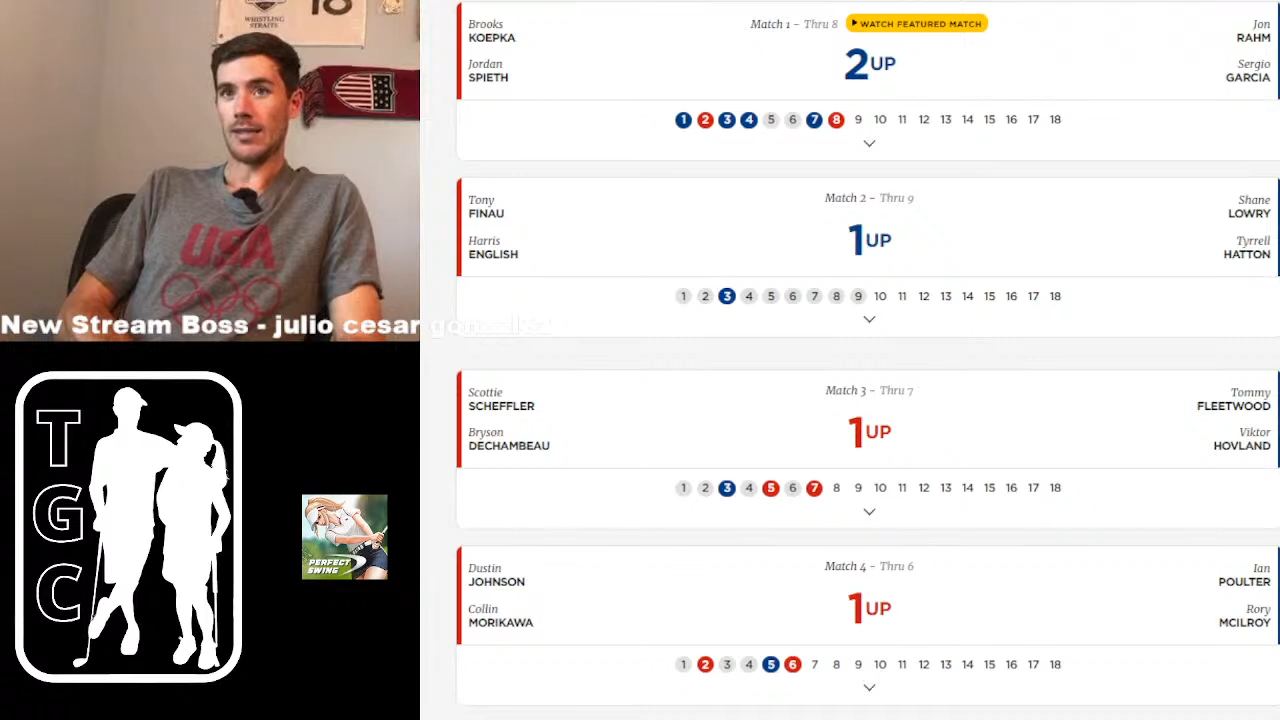 WHISTLING
STRAITS
18
USA
New Stream Boss - julio cesar gonzalez
TGC
PERFECT
SWING
Brooks
KOEPKA
Jordan
SPIETH
Match 1 - Thru 8
WATCH FEATURED MATCH
2UP
Jon
RAHM
Sergio
GARCIA
1 2 3 4 5 6 7 8 9 10 11 12 13 14 15 16 17 18
Tony
FINAU
Harris
ENGLISH
Match 2 - Thru 9
1UP
Shane
LOWRY
Tyrrell
HATTON
1 2 3 4 5 6 7 8 9 10 11 12 13 14 15 16 17 18
Scottie
SCHEFFLER
Bryson
DECHAMBEAU
Match 3 - Thru 7
1UP
Tommy
FLEETWOOD
Viktor
HOVLAND
1 2 3 4 5 6 7 8 9 10 11 12 13 14 15 16 17 18
Dustin
JOHNSON
Collin
MORIKAWA
Match 4 - Thru 6
1UP
Ian
POULTER
Rory
MCILROY
1 2 3 4 5 6 7 8 9 10 11 12 13 14 15 16 17 18